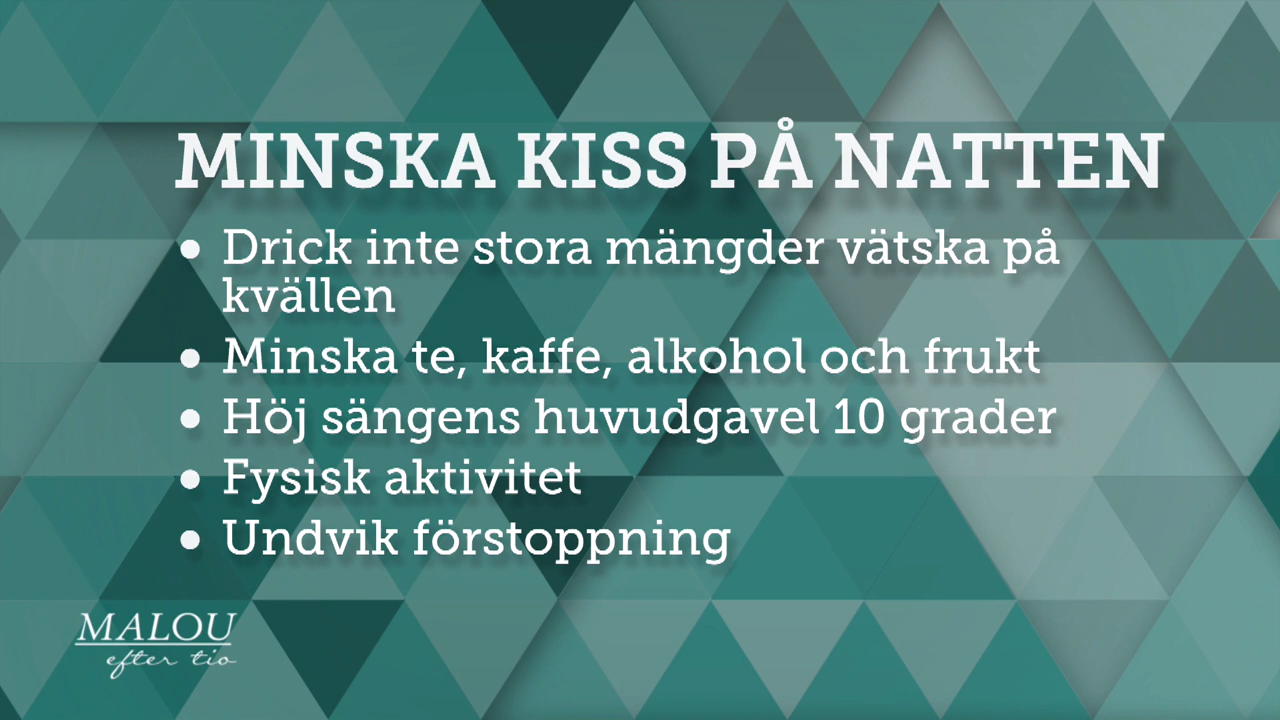 MINSKA KISS PÅ NATTEN
• Drick inte stora mängder vätska på
kvällen
• Minska te, kaffe, alkohol och frukt
• Höj sängens huvudgavel 10 grader
• Fysisk aktivitet
• Undvik förstoppning
MALOU
efter tio